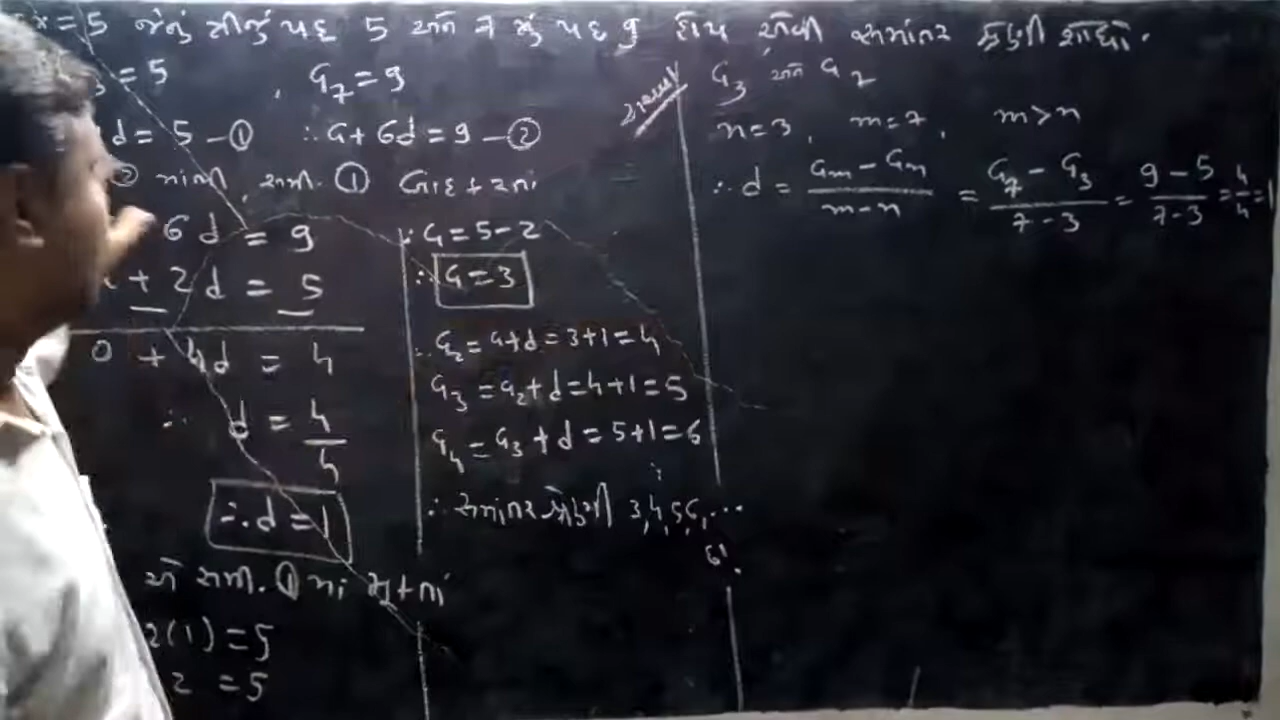 x = 5 જેનું ત્રીજું પદ 5 અને 7 મું પદ 9 હોય તેવી સમાંતર શ્રેણી શોધો.
3 = 5 , a7 = 9
d = 5 — ① ∴ a + 6d = 9 — ②
② માંથી સમી. ① બાદ કરતાં
6d = 9
+ 2d = 5
0 + 4d = 4
∴ d = 4/4
∴ d = 1
સમી. ① માં મુકતાં
2(1) = 5
2 = 5
∴ a = 5 - 2
∴ a = 3
∴ a2 = a + d = 3 + 1 = 4
a3 = a2 + d = 4 + 1 = 5
a4 = a3 + d = 5 + 1 = 6
∴ સમાંતર શ્રેણી 3, 4, 5, 6, ...
a3 અને a7
n = 3, m = 7, m > n
∴ d = (am - an)/(m - n) = (a7 - a3)/(7 - 3) = (9 - 5)/(7 - 3) = 4/4 = 1